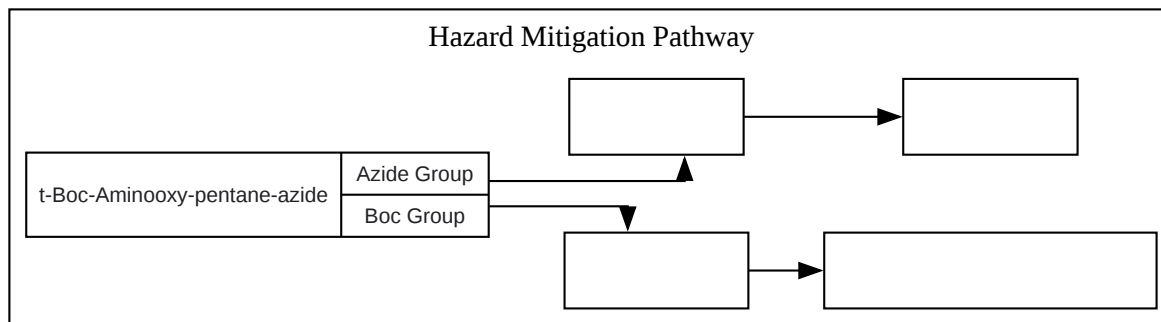 Hazard Mitigation Pathway
t-Boc-Aminooxy-pentane-azide
Azide Group
Boc Group